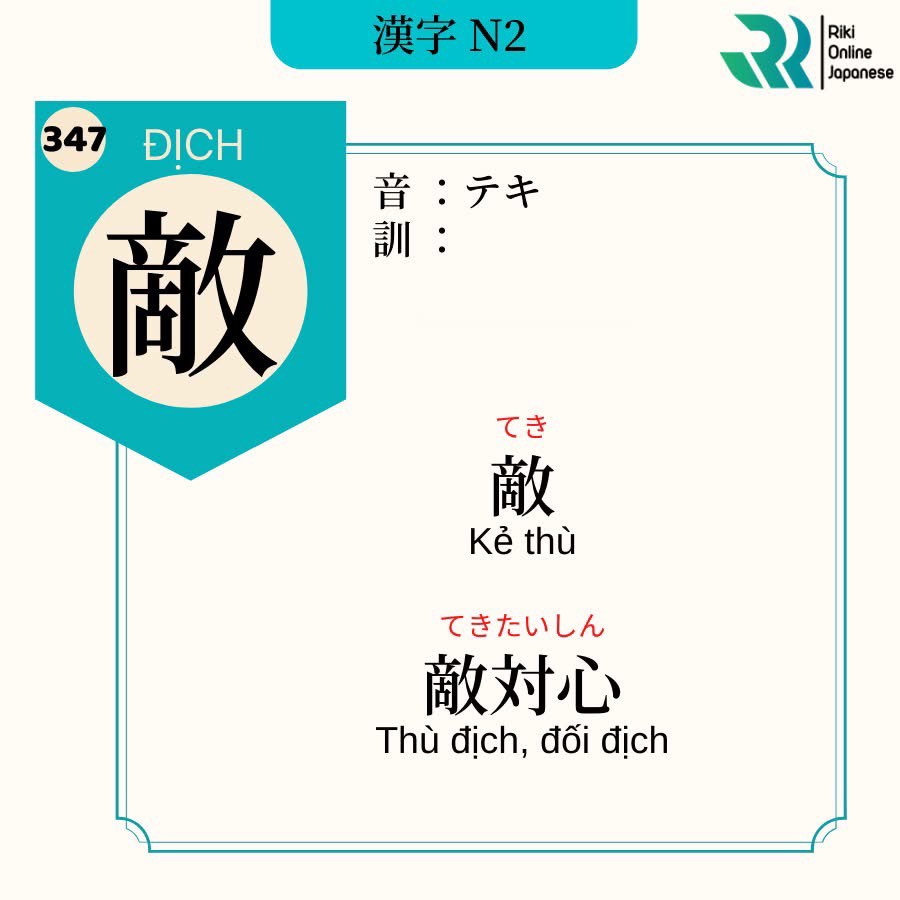 漢字 N2
Riki
Online
Japanese
347
ĐỊCH
敵
音 : テキ
訓 :
てき
敵
Kẻ thù
てきたいしん
敵対心
Thù địch, đối địch